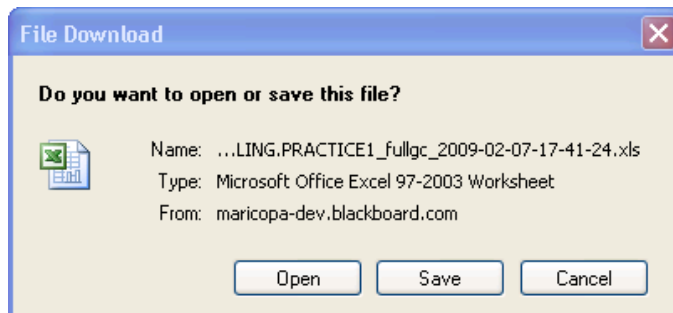 File Download
Do you want to open or save this file?
Name: ...LING.PRACTICE1_fullgc_2009-02-07-17-41-24.xls
Type: Microsoft Office Excel 97-2003 Worksheet
From: maricopa-dev.blackboard.com
Open Save Cancel